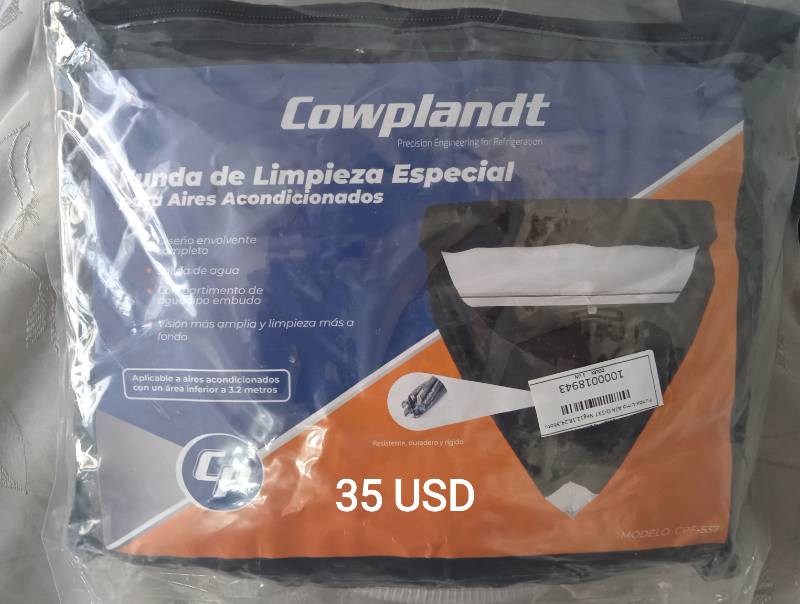 Cowplandt
Precision Engineering for Refrigeration
Funda de Limpieza Especial
para Aires Acondicionados
Diseño envolvente
completo
Salida de agua
Compartimento de
agua tipo embudo
Visión más amplia y limpieza más a
fondo
Aplicable a aires acondicionados
con un área inferior a 3.2 metros
Resistente, duradero y rígido
1000018943
CP
35 USD
MODELO: CPF-537